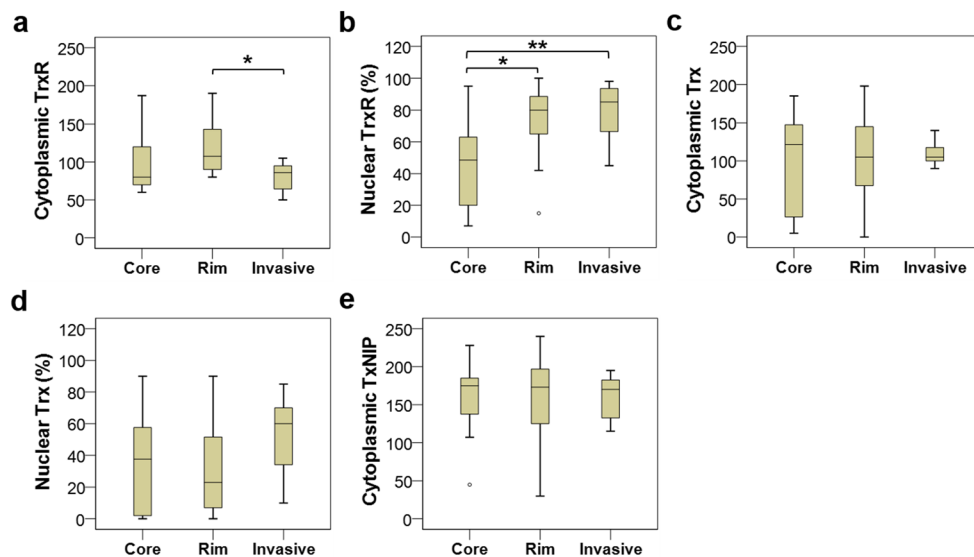 a
Cytoplasmic TrxR
250
200
150
100
50
0
*
Core Rim Invasive
b
Nuclear TrxR (%)
120
100
80
60
40
20
0
**
*
Core Rim Invasive
c
Cytoplasmic Trx
250
200
150
100
50
0
Core Rim Invasive
d
Nuclear Trx (%)
120
100
80
60
40
20
0
Core Rim Invasive
e
Cytoplasmic TxNIP
250
200
150
100
50
0
Core Rim Invasive